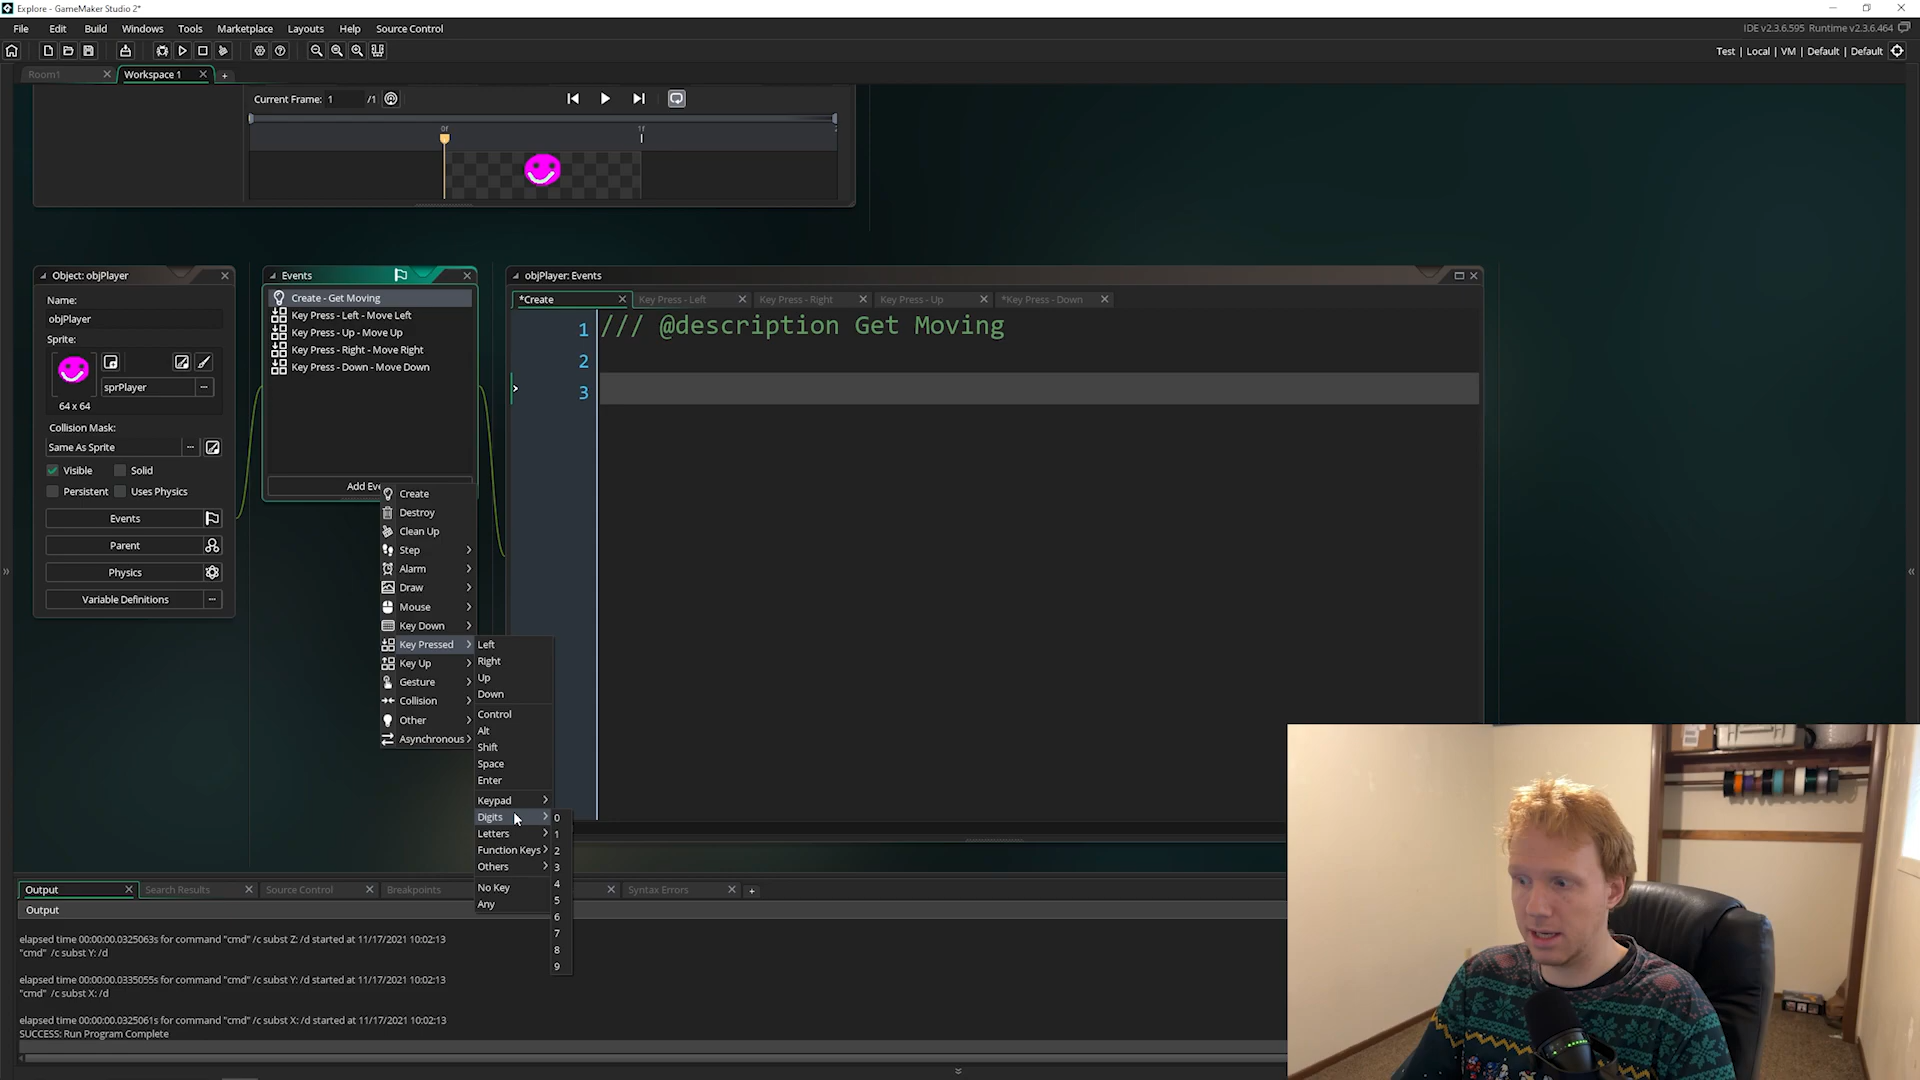 Explore - GameMaker Studio 2*
File Edit Build Windows Tools Marketplace Layouts Help Source Control
IDE v2.3.6.595 Runtime v2.3.6.464
Test | Local | VM | Default | Default
Room1
Workspace 1
Current Frame: 1 /1
0f
1f
Object: objPlayer
Name:
objPlayer
Sprite:
sprPlayer
64 x 64
Collision Mask:
Same As Sprite
Visible Solid
Persistent Uses Physics
Events
Parent
Physics
Variable Definitions
Events
Create - Get Moving
Key Press - Left - Move Left
Key Press - Up - Move Up
Key Press - Right - Move Right
Key Press - Down - Move Down
Add Eve
Create
Destroy
Clean Up
Step
Alarm
Draw
Mouse
Key Down
Key Pressed
Key Up
Gesture
Collision
Other
Asynchronous
Left
Right
Up
Down
Control
Alt
Shift
Space
Enter
Keypad
Digits
Letters
Function Keys
Others
No Key
Any
0
1
2
3
4
5
6
7
8
9
objPlayer: Events
*Create Key Press - Left Key Press - Right Key Press - Up *Key Press - Down
1 /// @description Get Moving
2
3
Output Search Results Source Control Breakpoints Syntax Errors
Output
elapsed time 00:00:00.0325063s for command "cmd" /c subst Z: /d started at 11/17/2021 10:02:13
"cmd" /c subst Y: /d
elapsed time 00:00:00.0335055s for command "cmd" /c subst Y: /d started at 11/17/2021 10:02:13
"cmd" /c subst X: /d
elapsed time 00:00:00.0325061s for command "cmd" /c subst X: /d started at 11/17/2021 10:02:13
SUCCESS: Run Program Complete